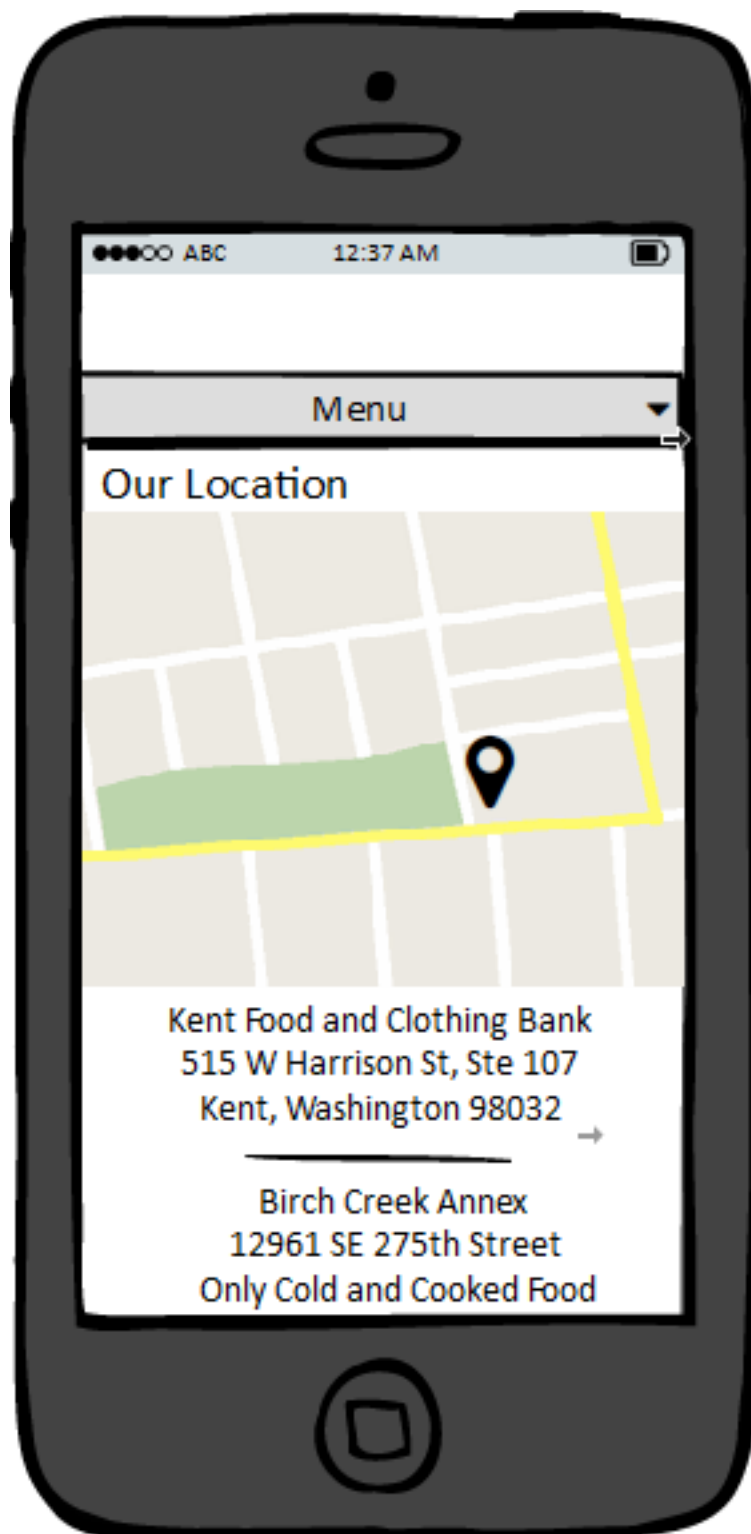 ABC 12:37 AM
Menu
Our Location
Kent Food and Clothing Bank
515 W Harrison St, Ste 107
Kent, Washington 98032
Birch Creek Annex
12961 SE 275th Street
Only Cold and Cooked Food